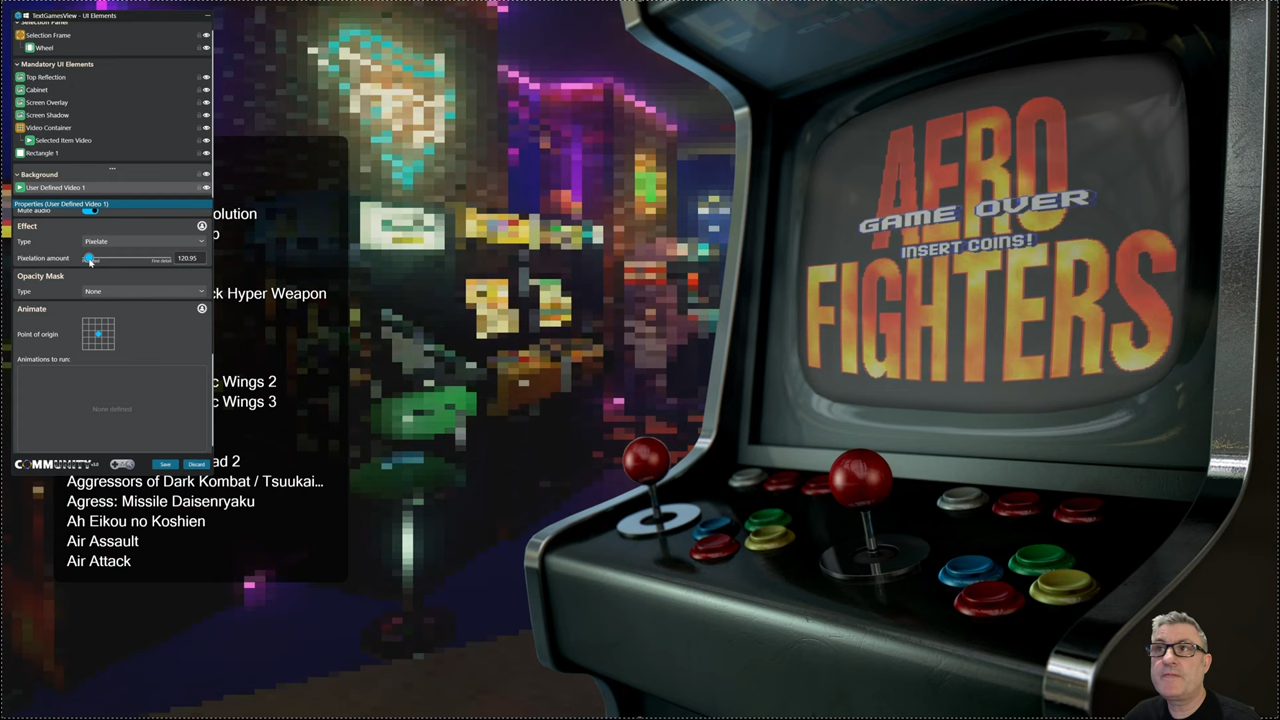 TextGamesView - UI Elements
Selection Panel
Selection Frame
Wheel
Mandatory UI Elements
Top Reflection
Cabinet
Screen Overlay
Screen Shadow
Video Container
Selected Item Video
Rectangle 1
Background
User Defined Video 1
Properties (User Defined Video 1)
Mute audio
Effect
Type
Pixelate
Pixelation amount
Fine detail
120.95
Opacity Mask
Type
None
Animate
Point of origin
Animations to run:
None defined
COMMUNITY
Save
Discard
olution
ck Hyper Weapon
c Wings 2
c Wings 3
ad 2
Aggressors of Dark Kombat / Tsuukai...
Agress: Missile Daisenryaku
Ah Eikou no Koshien
Air Assault
Air Attack
AERO
GAME OVER
INSERT COINS!
FIGHTERS